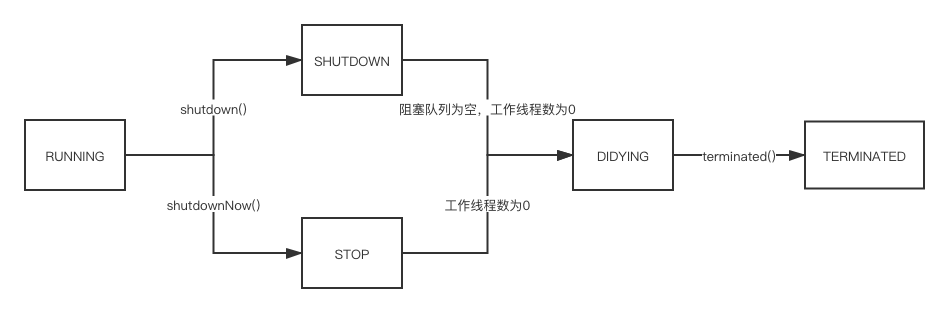 SHUTDOWN
shutdown()
阻塞队列为空，工作线程数为0
RUNNING
DIDYING
terminated()
TERMINATED
shutdownNow()
工作线程数为0
STOP